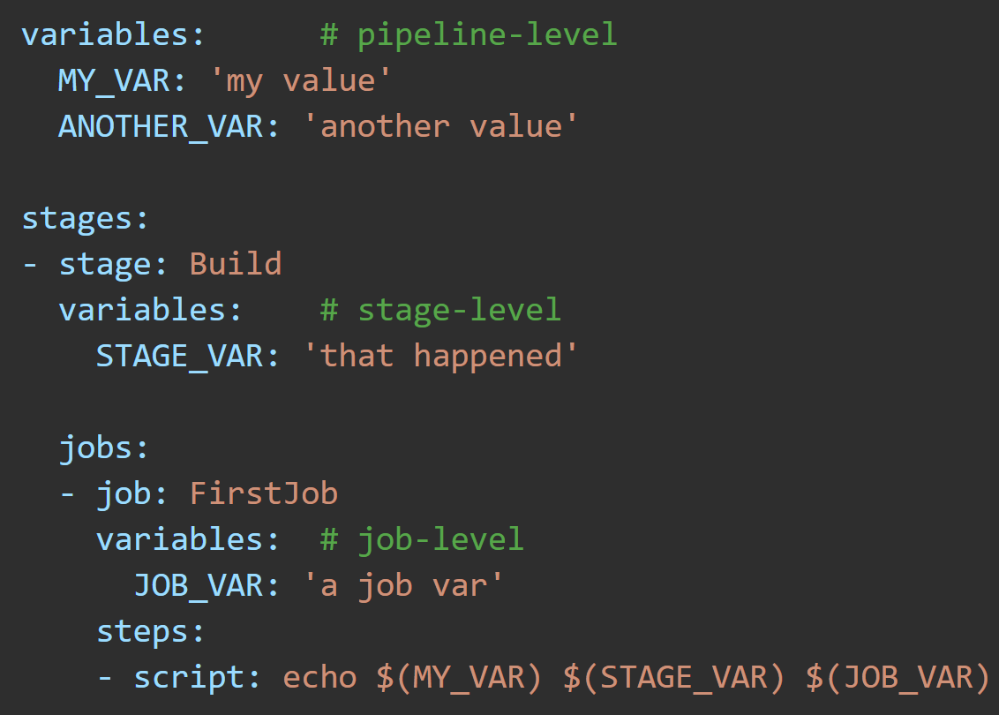 variables:      # pipeline-level
  MY_VAR: 'my value'
  ANOTHER_VAR: 'another value'

stages:
- stage: Build
  variables:    # stage-level
    STAGE_VAR: 'that happened'

  jobs:
  - job: FirstJob
    variables:  # job-level
      JOB_VAR: 'a job var'
    steps:
    - script: echo $(MY_VAR) $(STAGE_VAR) $(JOB_VAR)